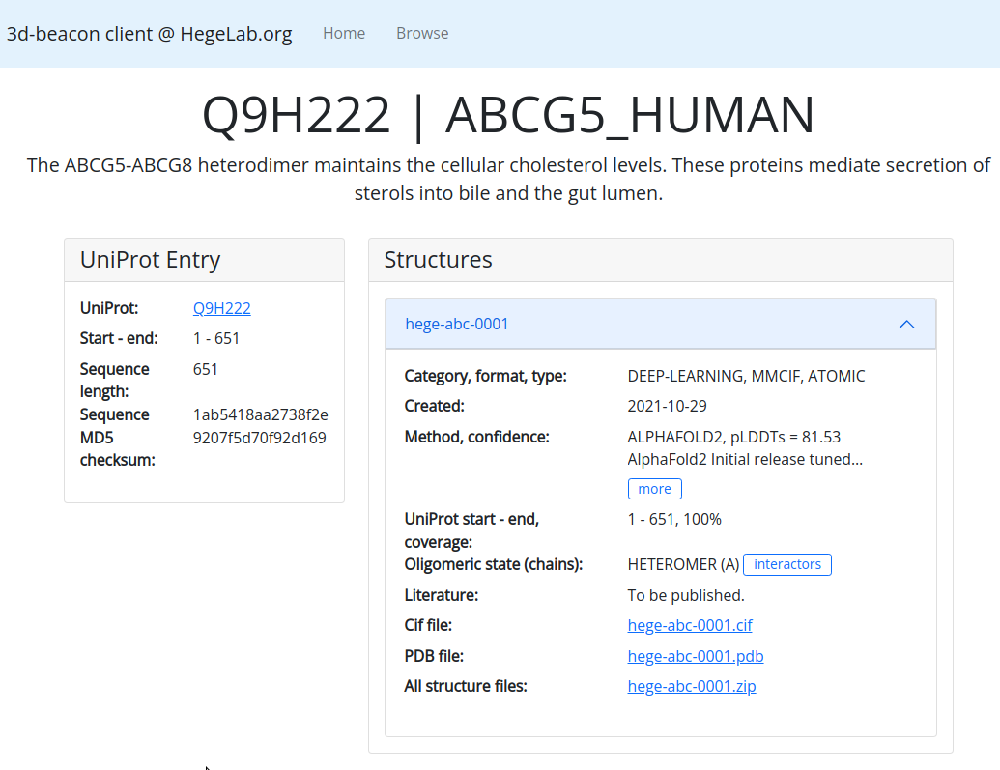 3d-beacon client @ HegeLab.org Home Browse
Q9H222 | ABCG5_HUMAN
The ABCG5-ABCG8 heterodimer maintains the cellular cholesterol levels. These proteins mediate secretion of
sterols into bile and the gut lumen.
UniProt Entry
UniProt: Q9H222
Start - end: 1 - 651
Sequence 651
length:
Sequence 1ab5418aa2738f2e
MD5 9207f5d70f92d169
checksum:
Structures
hege-abc-0001
Category, format, type: DEEP-LEARNING, MMCIF, ATOMIC
Created: 2021-10-29
Method, confidence: ALPHAFOLD2, pLDDTs = 81.53
AlphaFold2 Initial release tuned...
more
UniProt start - end, 1 - 651, 100%
coverage:
Oligomeric state (chains): HETEROMER (A) interactors
Literature: To be published.
Cif file: hege-abc-0001.cif
PDB file: hege-abc-0001.pdb
All structure files: hege-abc-0001.zip